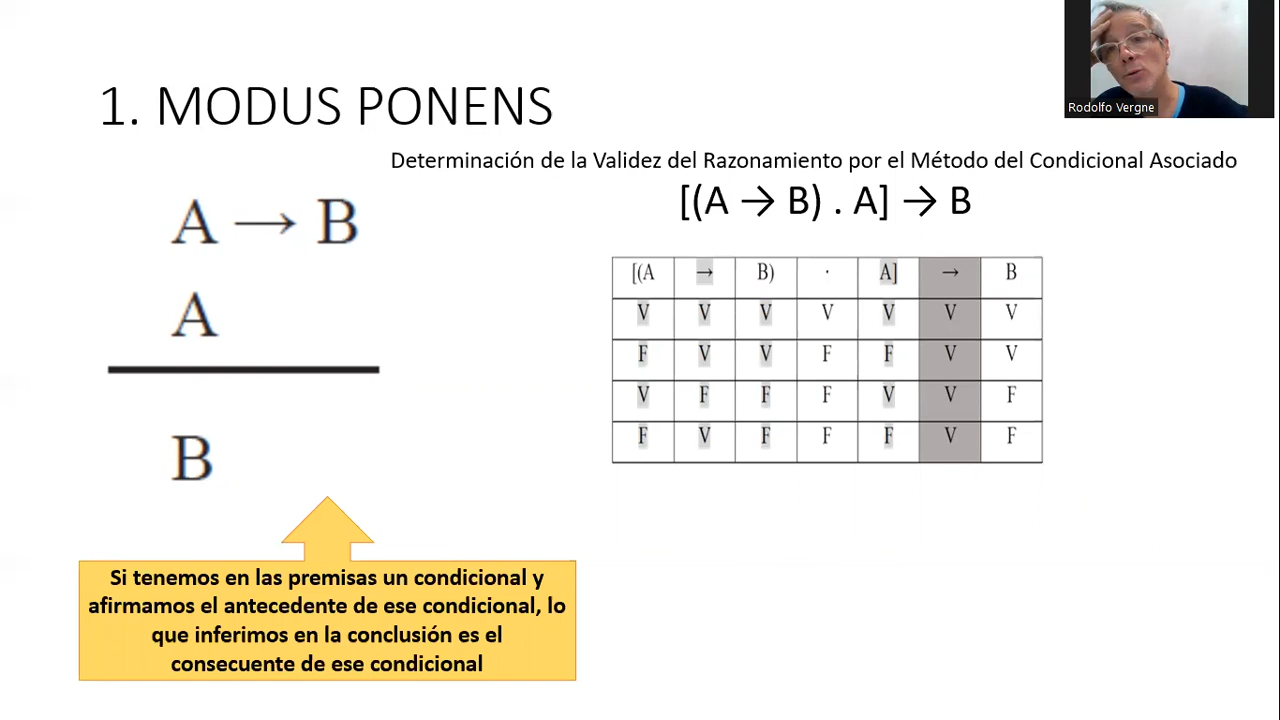 1. MODUS PONENS
Rodolfo Vergne
Determinación de la Validez del Razonamiento por el Método del Condicional Asociado
[(A → B) . A] → B
A → B
A
B
[(A → B) · A] → B
V V V V V V V
F V V F F V V
V F F F V V F
F V F F F V F
Si tenemos en las premisas un condicional y
afirmamos el antecedente de ese condicional, lo
que inferimos en la conclusión es el
consecuente de ese condicional